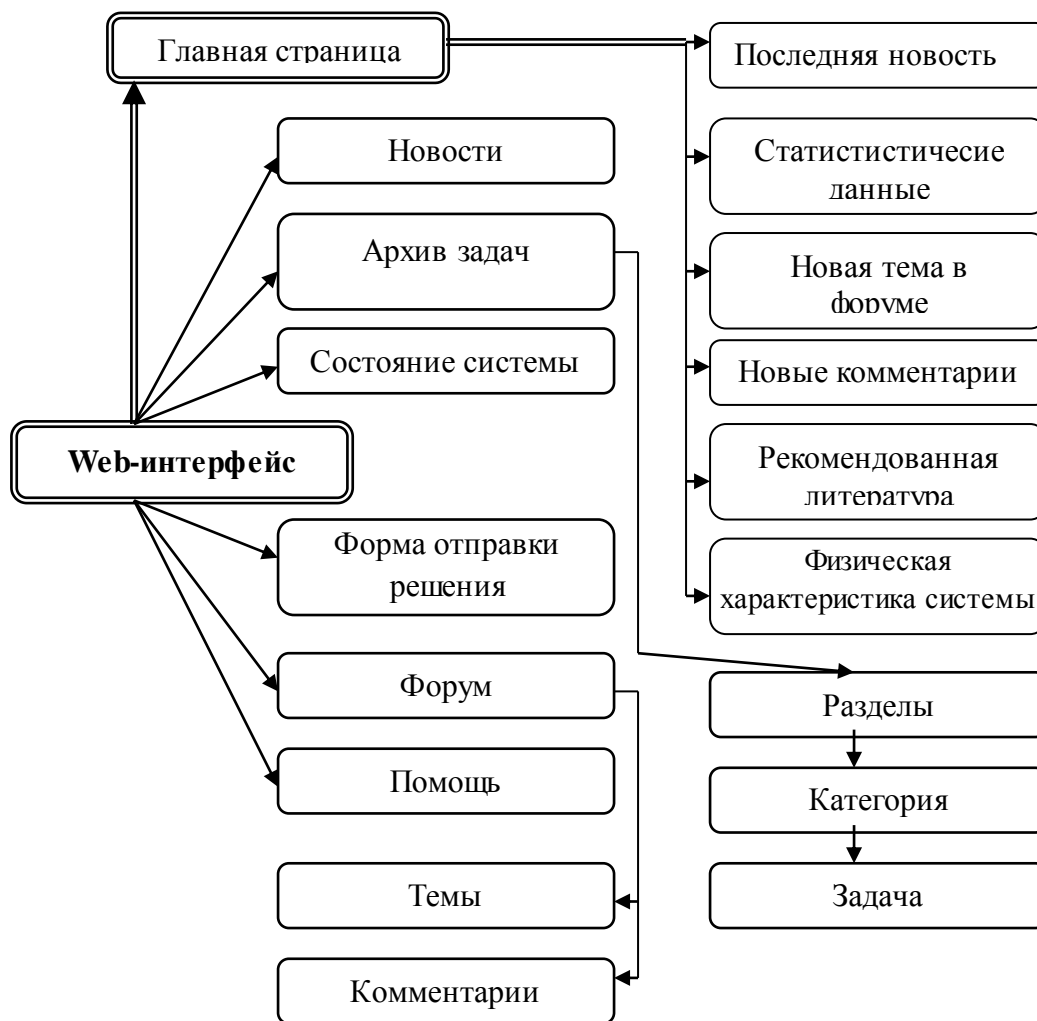 Главная страница
Последняя новость
Новости
Статистистичесие
данные
Архив задач
Новая тема в
форуме
Состояние системы
Новые комментарии
Web-интерфейс
Рекомендованная
литература
Форма отправки
решения
Физическая
характеристика системы
Форум
Разделы
Помощь
Категория
Темы
Задача
Комментарии